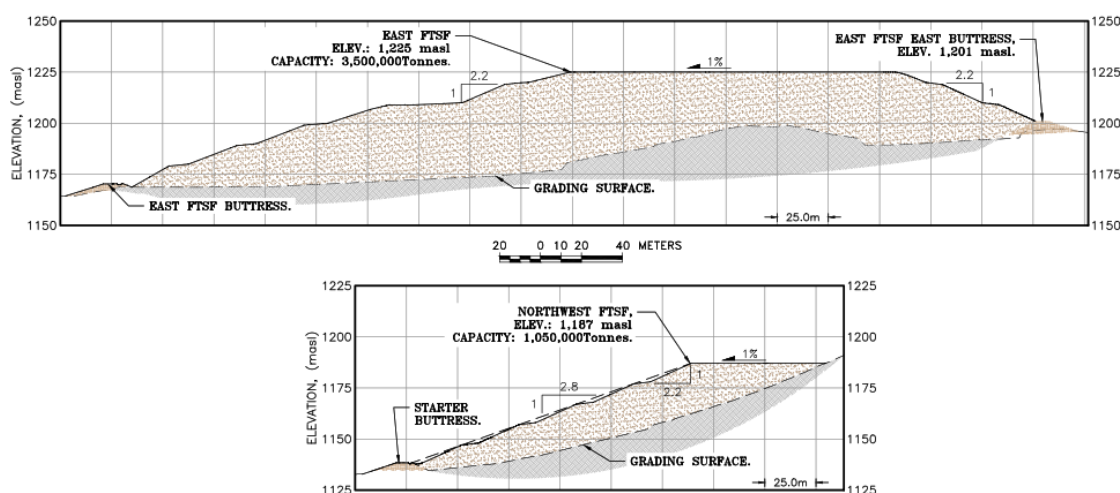 1250
1225
1200
1175
1150
ELEVATION, (masl)
EAST FTSF
ELEV.: 1,225 masl
CAPACITY: 3,500,000Tonnes.
EAST FTSF EAST BUTTRESS,
ELEV. 1,201 masl.
2.2
1
1%
2.2
1
EAST FTSF BUTTRESS.
GRADING SURFACE.
25.0m
1250
1225
1200
1175
1150
20 0 10 20 40 METERS
1225
1200
1175
1150
1125
ELEVATION, (masl)
NORTHWEST FTSF,
ELEV.: 1,187 masl
CAPACITY: 1,050,000Tonnes.
1%
2.8
1
2.2
1
STARTER
BUTTRESS.
GRADING SURFACE.
25.0m
1225
1200
1175
1150
1125